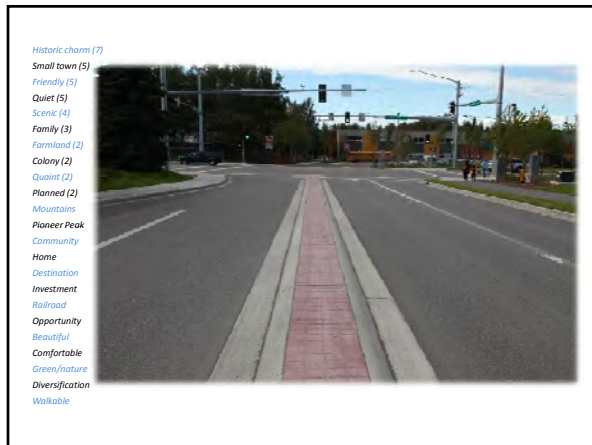 Historic charm (7)
Small town (5)
Friendly (5)
Quiet (5)
Scenic (4)
Family (3)
Farmland (2)
Colony (2)
Quaint (2)
Planned (2)
Mountains
Pioneer Peak
Community
Home
Destination
Investment
Railroad
Opportunity
Beautiful
Comfortable
Green/nature
Diversification
Walkable